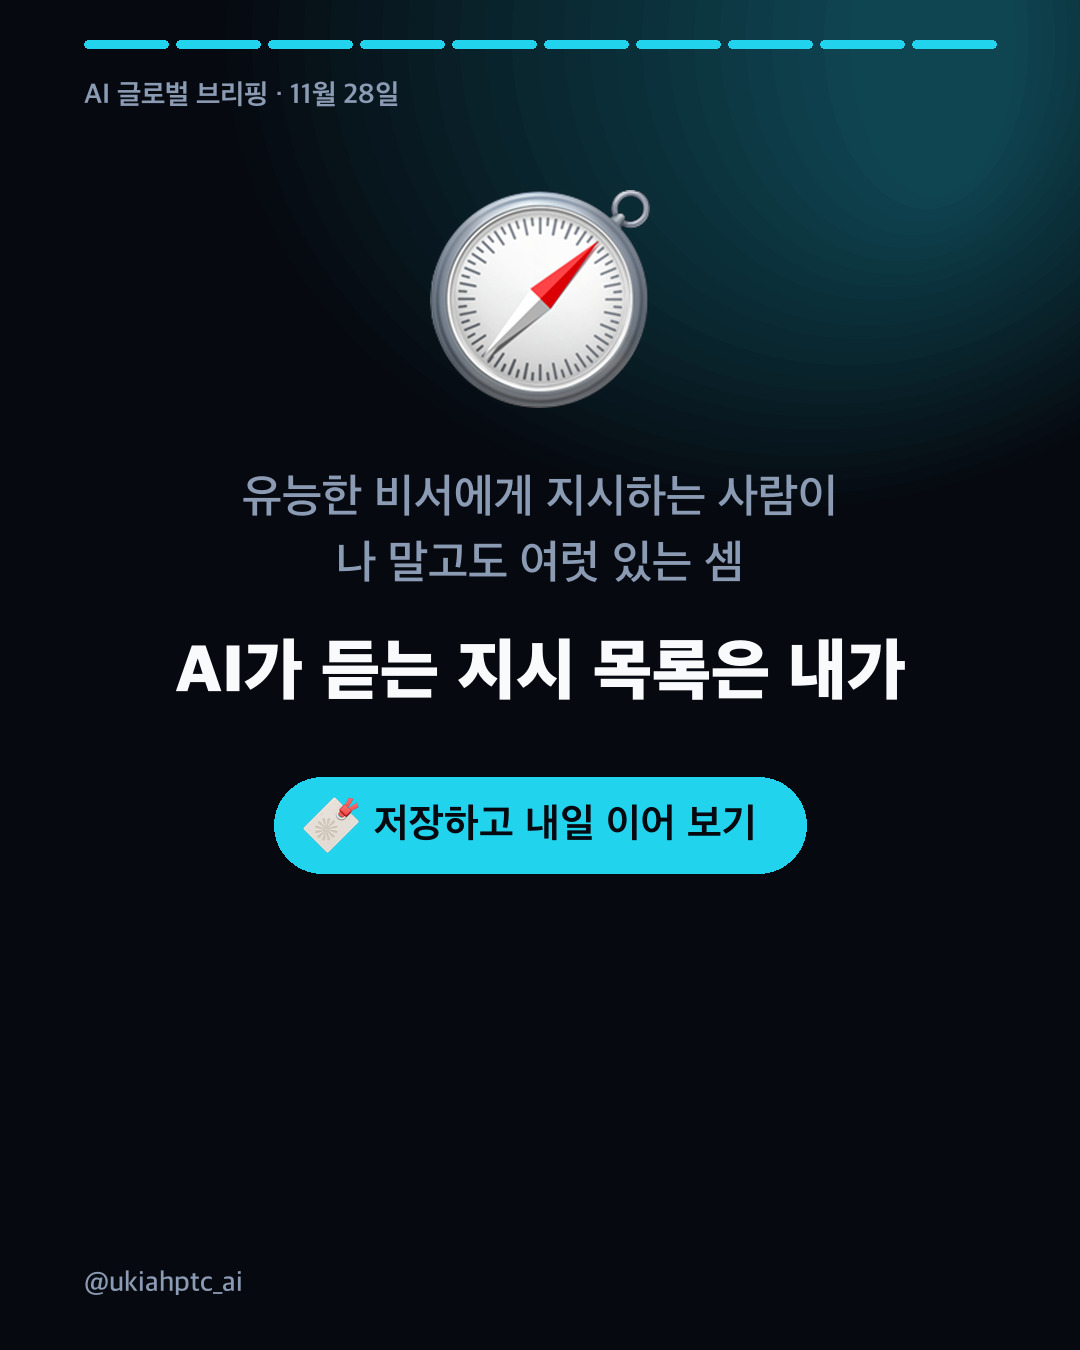 AI 글로벌 브리핑 · 11월 28일
유능한 비서에게 지시하는 사람이
나 말고도 여럿 있는 셈
AI가 듣는 지시 목록은 내가
저장하고 내일 이어 보기
@ukiahptc_ai